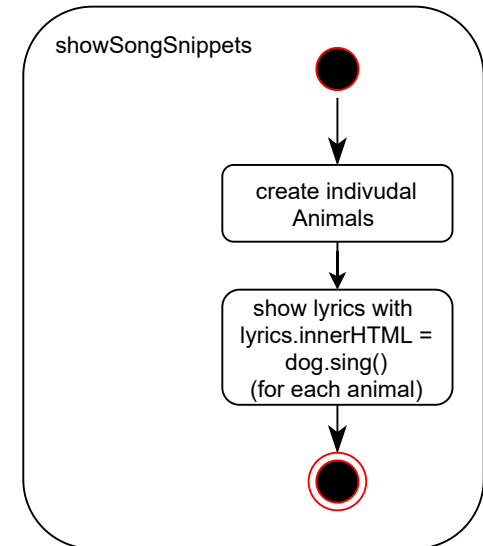 showSongSnippets
create indivudal
Animals
show lyrics with
lyrics.innerHTML =
dog.sing()
(for each animal)